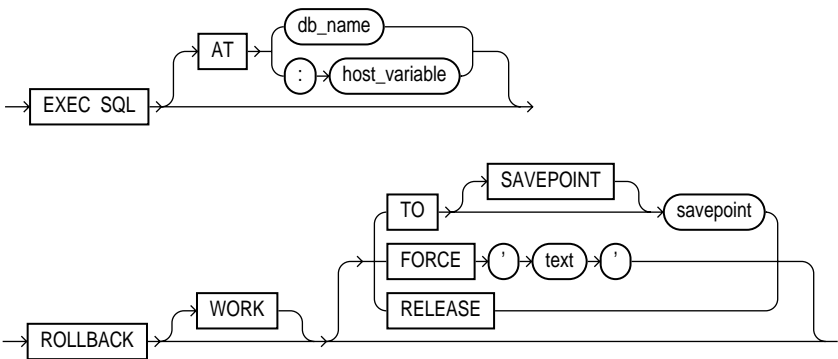 db_name
AT
: host_variable
EXEC SQL
SAVEPOINT
TO savepoint
FORCE ' text '
WORK RELEASE
ROLLBACK